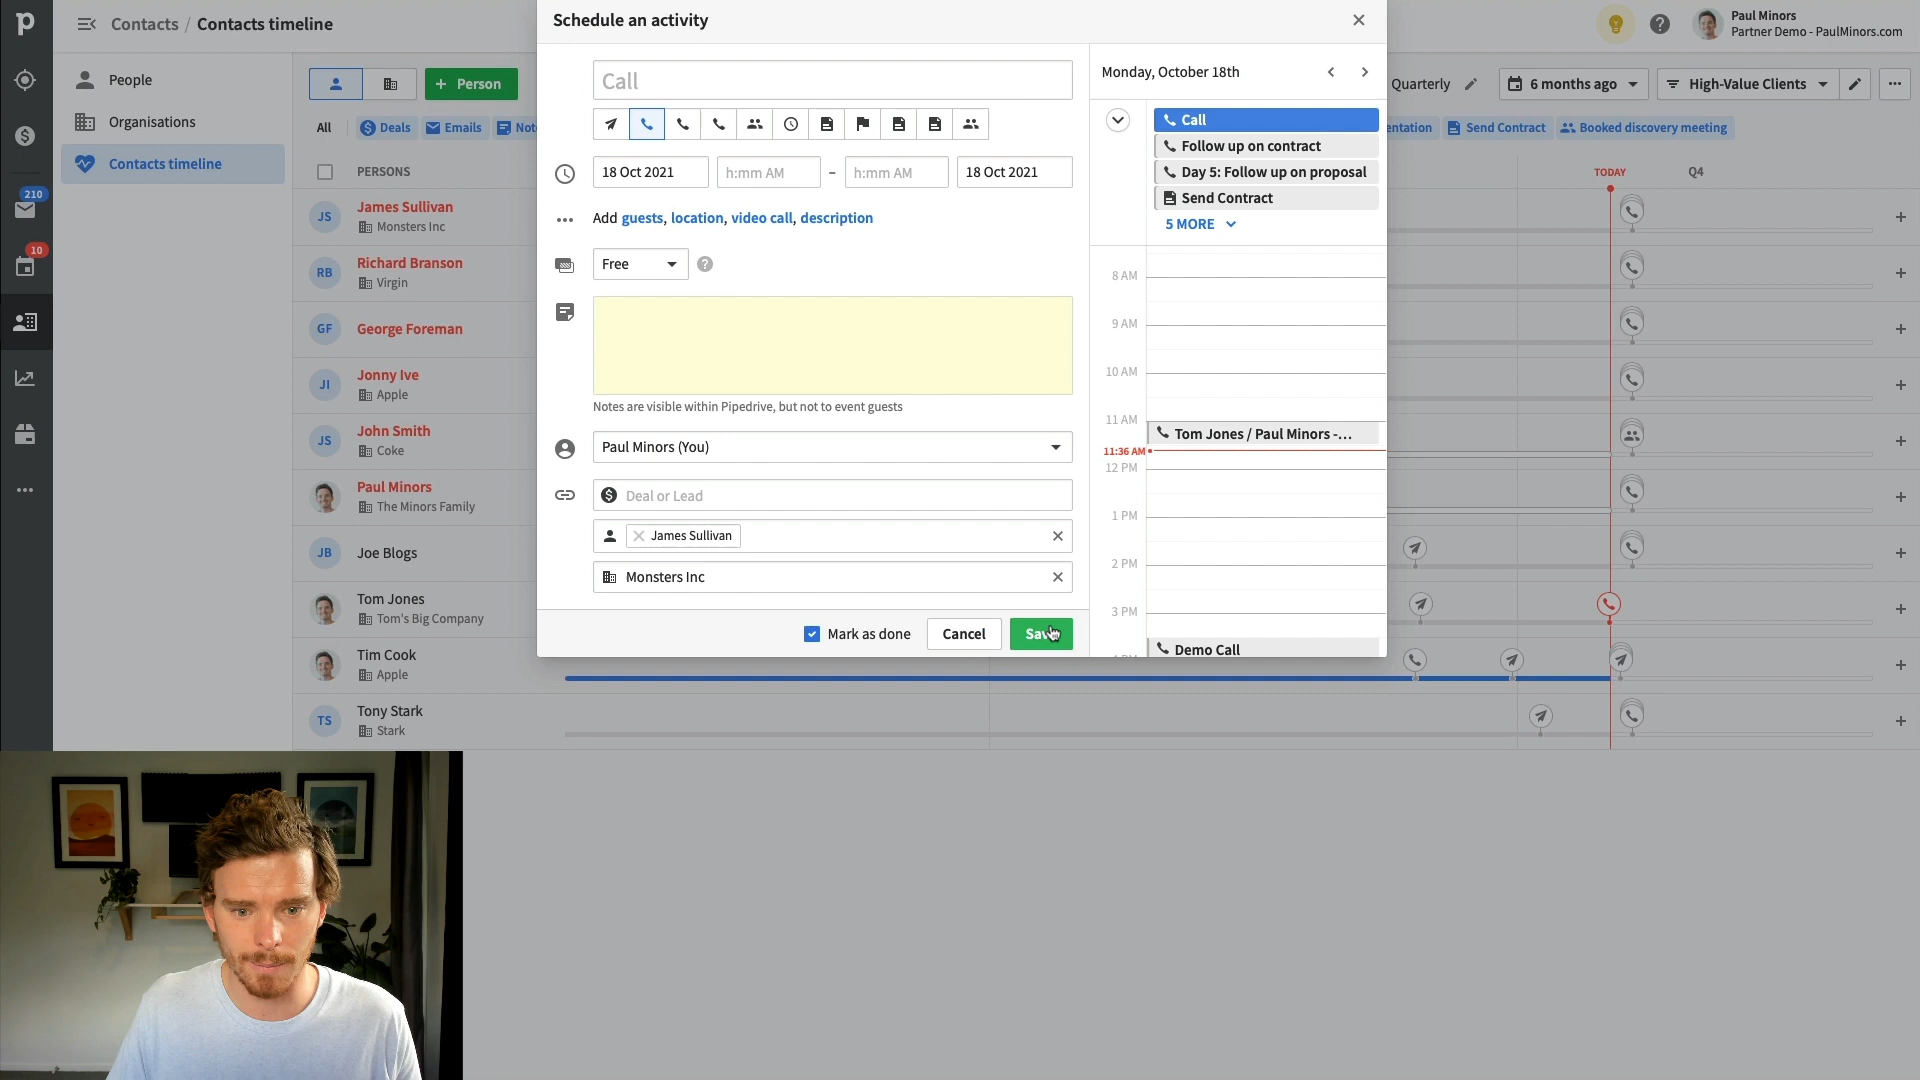 p
Contacts / Contacts timeline
Schedule an activity
Paul Minors
Partner Demo - PaulMinors.com
People
Organisations
Contacts timeline
210
10
+ Person
Quarterly
6 months ago
High-Value Clients
All
Deals
Emails
Send Contract
Booked discovery meeting
PERSONS
TODAY
Q4
JS
James Sullivan
Monsters Inc
RB
Richard Branson
Virgin
GF
George Foreman
JI
Jonny Ive
Apple
JS
John Smith
Coke
Paul Minors
The Minors Family
JB
Joe Blogs
Tom Jones
Tom's Big Company
Tim Cook
Apple
TS
Tony Stark
Stark
Call
18 Oct 2021
h:mm AM
–
h:mm AM
18 Oct 2021
Add guests, location, video call, description
Free
Notes are visible within Pipedrive, but not to event guests
Paul Minors (You)
Deal or Lead
James Sullivan
Monsters Inc
Mark as done
Cancel
Monday, October 18th
Call
Follow up on contract
Day 5: Follow up on proposal
Send Contract
5 MORE
8 AM
9 AM
10 AM
11 AM
Tom Jones / Paul Minors -...
11:36 AM
12 PM
1 PM
2 PM
3 PM
Demo Call